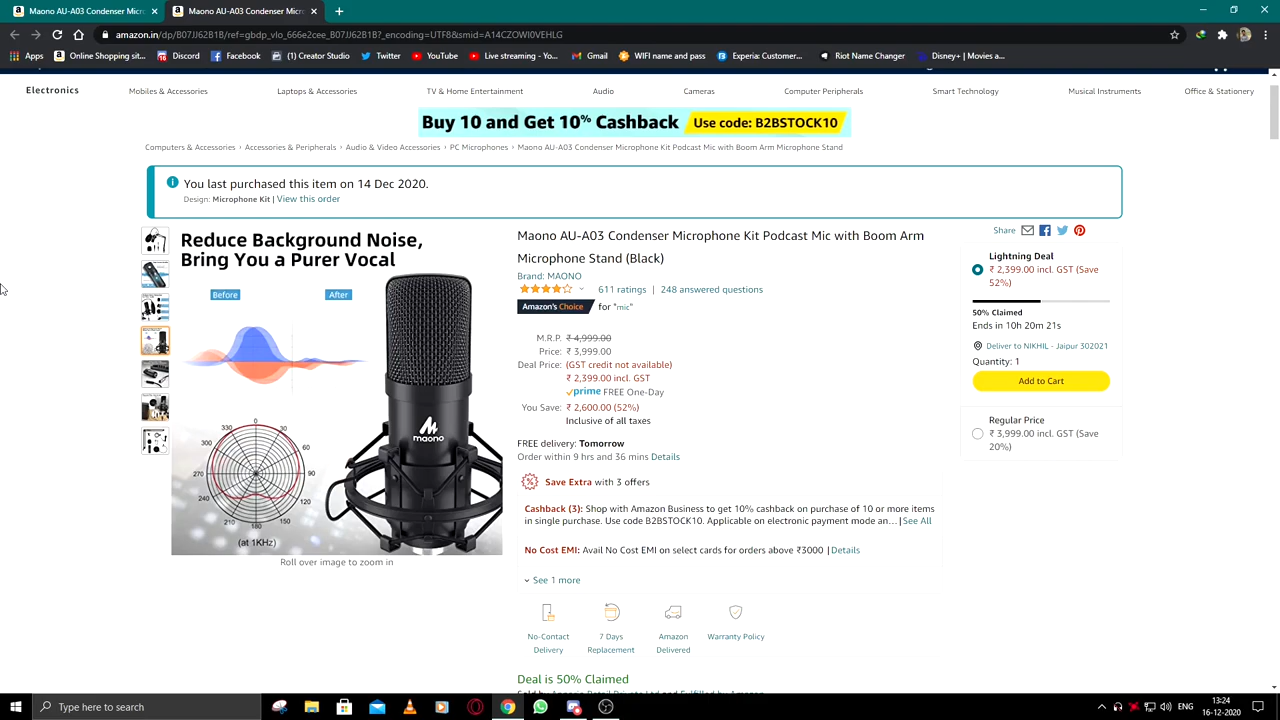 Maono AU-A03 Condenser Mic
Maono AU-A03 Condenser Mic
amazon.in/dp/B07JJ62B1B/ref=gbdp_vlo_666e2cee_B07JJ62B1B?_encoding=UTF8&smid=A14CZOWI0VEHLG
Apps
Online Shopping sit...
Discord
Facebook
(1) Creator Studio
Twitter
YouTube
Live streaming - Yo...
Gmail
WIFI name and pass
Experia: Customer...
Riot Name Changer
Disney+ | Movies a...
Electronics
Mobiles & Accessories
Laptops & Accessories
TV & Home Entertainment
Audio
Cameras
Computer Peripherals
Smart Technology
Musical Instruments
Office & Stationery
Buy 10 and Get 10% Cashback Use code: B2BSTOCK10
Computers & Accessories › Accessories & Peripherals › Audio & Video Accessories › PC Microphones › Maono AU-A03 Condenser Microphone Kit Podcast Mic with Boom Arm Microphone Stand
You last purchased this item on 14 Dec 2020.
Design: Microphone Kit | View this order
Reduce Background Noise,
Bring You a Purer Vocal
Before
After
maono
0
30
60
90
120
150
180
210
240
270
300
330
(at 1KHz)
Roll over image to zoom in
Maono AU-A03 Condenser Microphone Kit Podcast Mic with Boom Arm
Microphone Stand (Black)
Brand: MAONO
611 ratings | 248 answered questions
Amazon's Choice for "mic"
M.R.P. ₹ 4,999.00
Price: ₹ 3,999.00
Deal Price: (GST credit not available)
₹ 2,399.00 incl. GST
prime FREE One-Day
You Save: ₹ 2,600.00 (52%)
Inclusive of all taxes
FREE delivery: Tomorrow
Order within 9 hrs and 36 mins Details
Save Extra with 3 offers
Cashback (3): Shop with Amazon Business to get 10% cashback on purchase of 10 or more items
in single purchase. Use code B2BSTOCK10. Applicable on electronic payment mode an... | See All
No Cost EMI: Avail No Cost EMI on select cards for orders above ₹3000 | Details
See 1 more
No-Contact
Delivery
7 Days
Replacement
Amazon
Delivered
Warranty Policy
Deal is 50% Claimed
Share
Lightning Deal
₹ 2,399.00 incl. GST (Save
52%)
50% Claimed
Ends in 10h 20m 21s
Deliver to NIKHIL - Jaipur 302021
Quantity: 1
Add to Cart
Regular Price
₹ 3,999.00 incl. GST (Save
20%)
Type here to search
ENG
13:24
16-12-2020